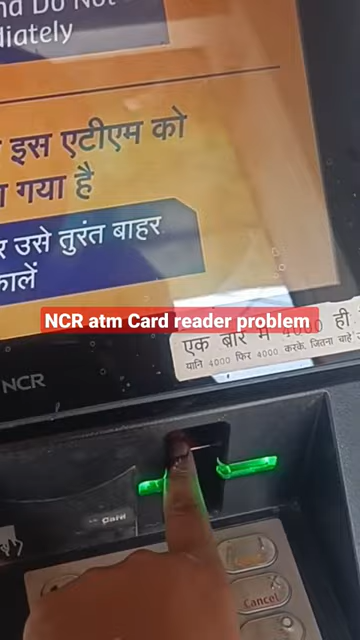 nd Do Not
diately
इस एटीएम को
गया है
उसे तुरंत बाहर
कालें
NCR atm Card reader problem
एक बार में 4000 ही
यानि 4000 फिर 4000 करके, जितना चाहे
NCR
Card
Cancel